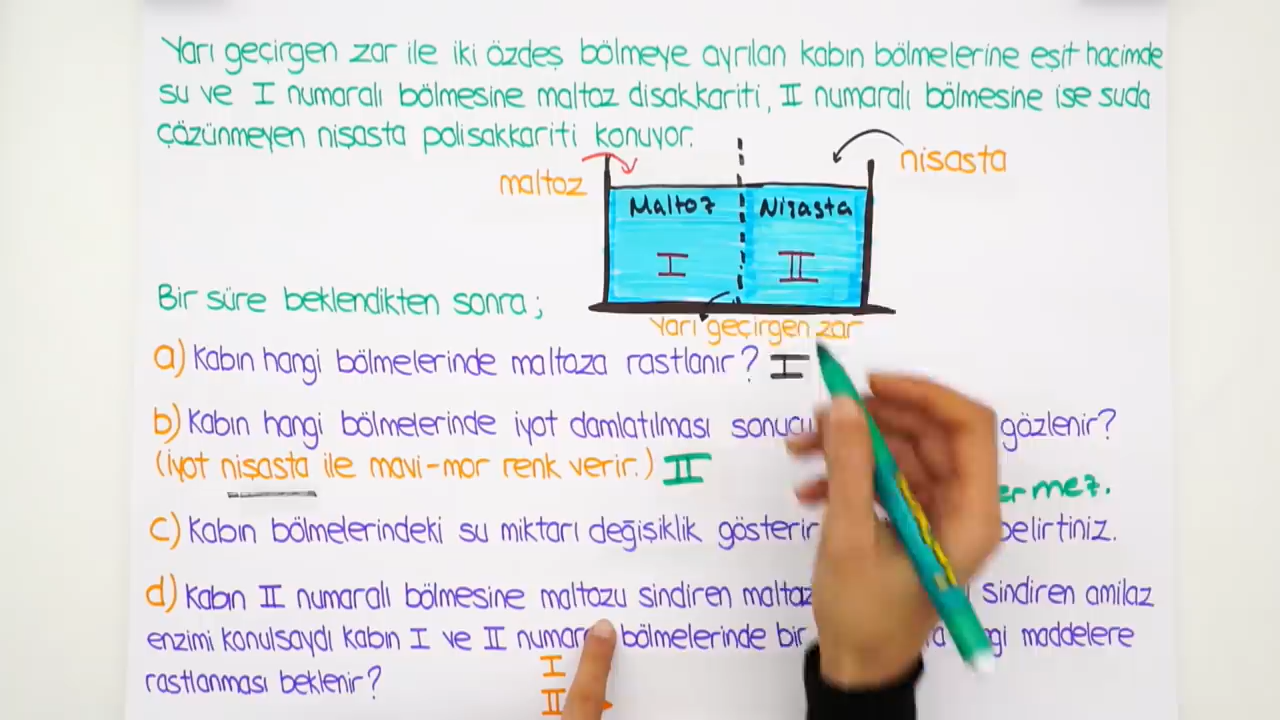 Yarı geçirgen zar ile iki özdeş bölmeye ayrılan kabın bölmelerine eşit hacimde
su ve I numaralı bölmesine maltoz disakkariti, II numaralı bölmesine ise suda
çözünmeyen nişasta polisakkariti konuyor.
maltoz
nişasta
Maltoz
Nişasta
I
II
Bir süre beklendikten sonra;
Yarı geçirgen zar
a) Kabın hangi bölmelerinde maltoza rastlanır? I
b) Kabın hangi bölmelerinde iyot damlatılması gözlenir?
(İyot nişasta ile mavi-mor renk verir.) II
c) Kabın bölmelerindeki su miktarı değişiklik belirtiniz.
d) Kabın II numaralı bölmesine maltozu sindiren sindiren amilaz
enzimi konulsaydı kabın I ve II bölmelerinde bir maddelere
rastlanması beklenir?
I
II